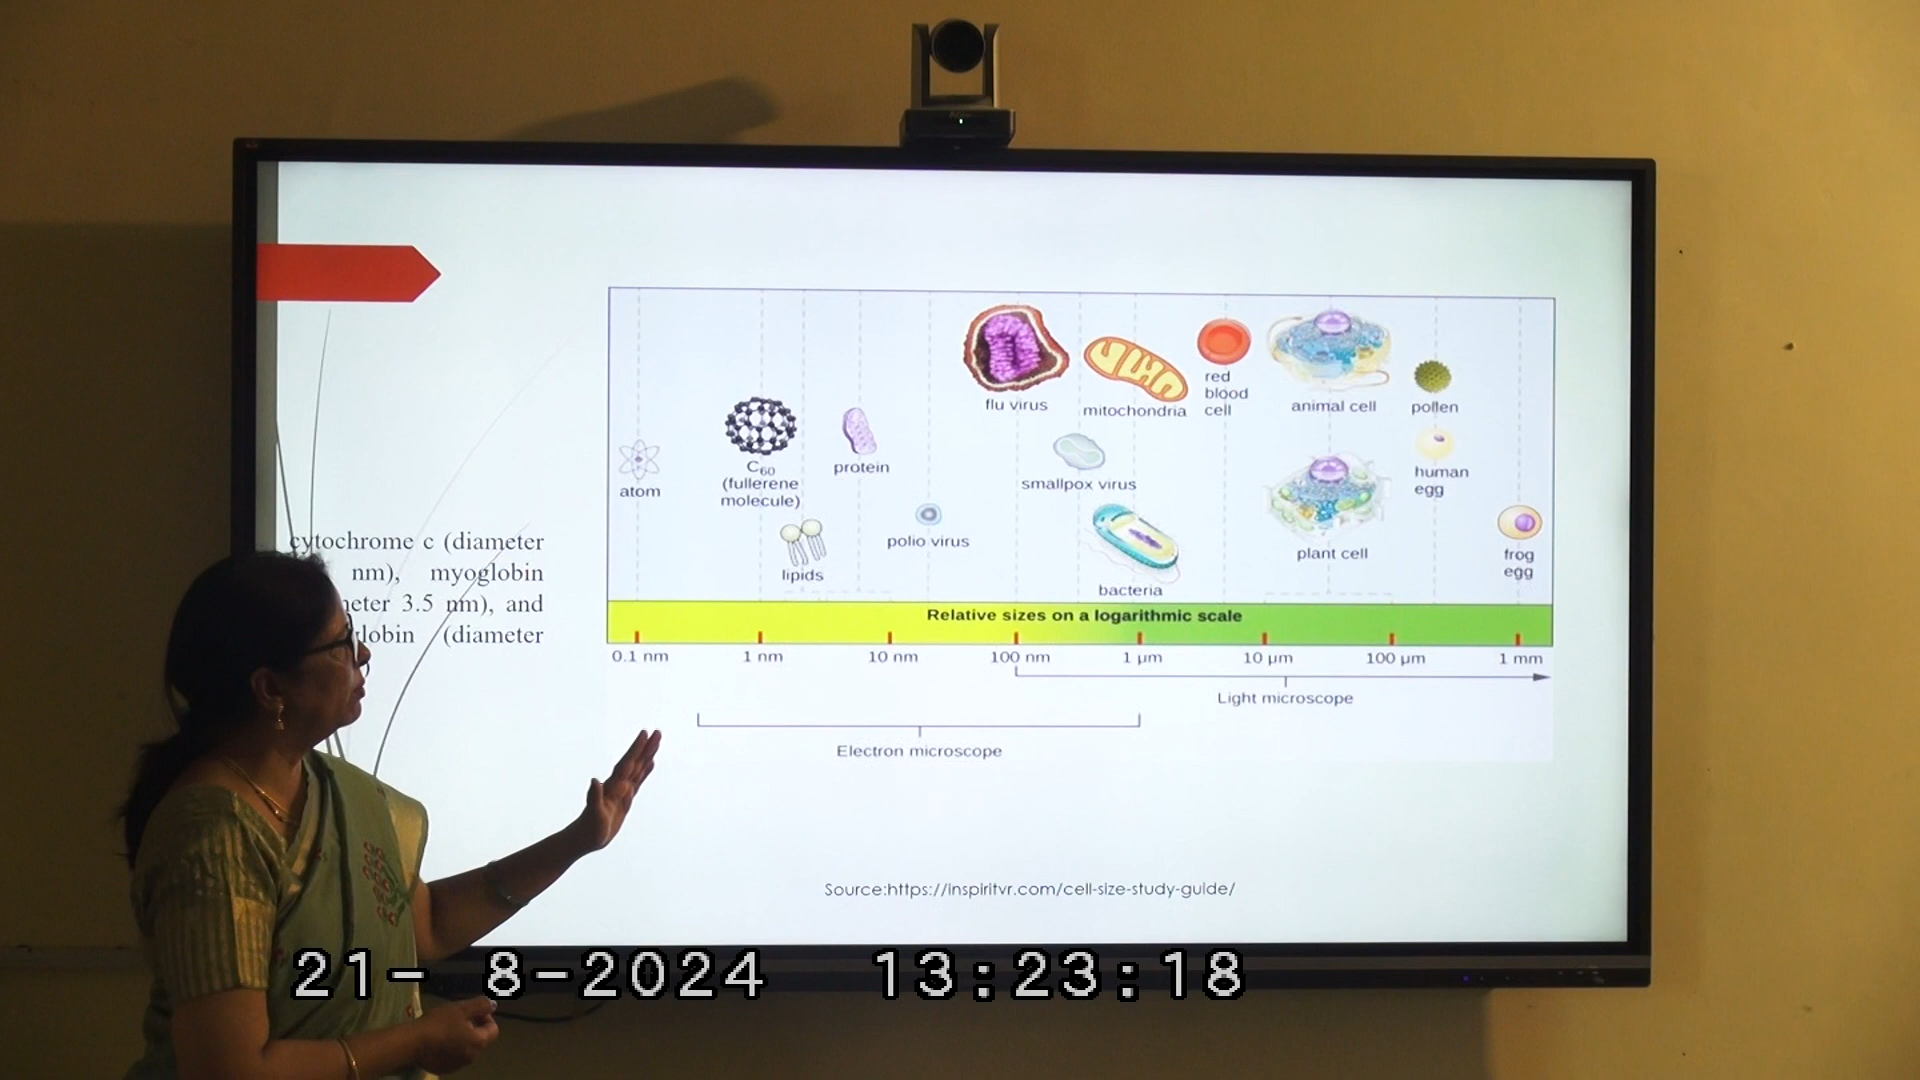 cytochrome c (diameter
nm), myoglobin
3.5 nm), and
(diameter
atom
C60
(fullerene
molecule)
lipids
protein
polio virus
flu virus
smallpox virus
mitochondria
bacteria
red
blood
cell
animal cell
plant cell
pollen
human
egg
frog
egg
Relative sizes on a logarithmic scale
0.1 nm 1 nm 10 nm 100 nm 1 µm 10 µm 100 µm 1 mm
Light microscope
Electron microscope
Source:https://inspiritvr.com/cell-size-study-guide/
21- 8-2024 13:23:18